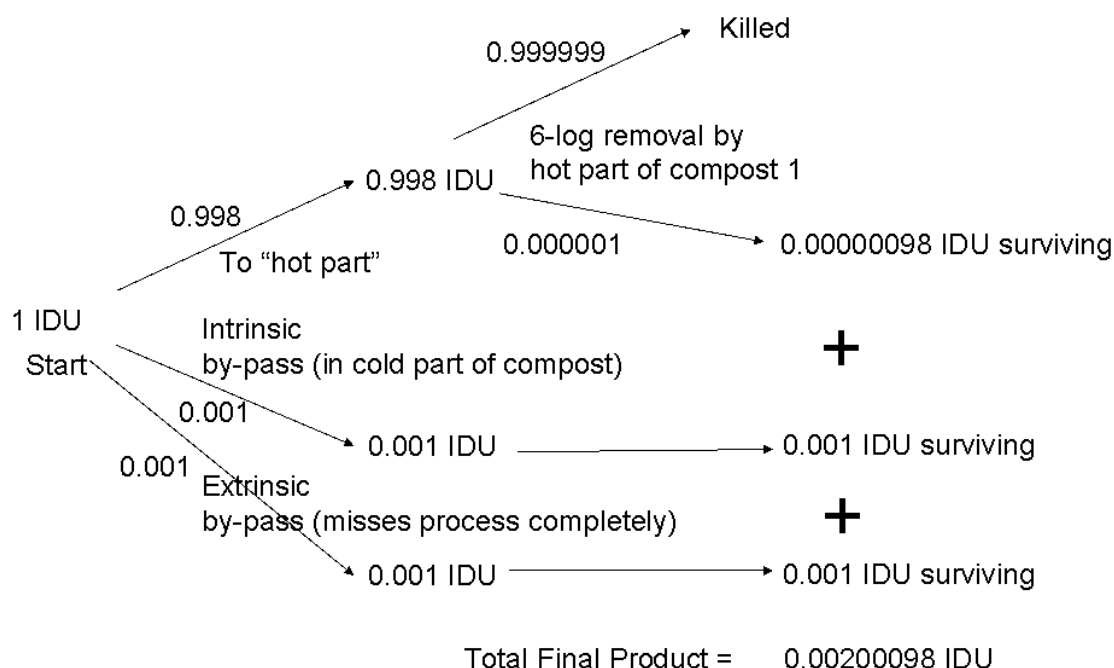 Killed
0.999999
6-log removal by
hot part of compost 1
0.998 IDU
0.998
0.000001
0.00000098 IDU surviving
To “hot part”
1 IDU
Start
Intrinsic
by-pass (in cold part of compost)
+
0.001
0.001 IDU
0.001 IDU surviving
0.001
Extrinsic
by-pass (misses process completely)
+
0.001 IDU
0.001 IDU surviving
Total Final Product = 0.00200098 IDU